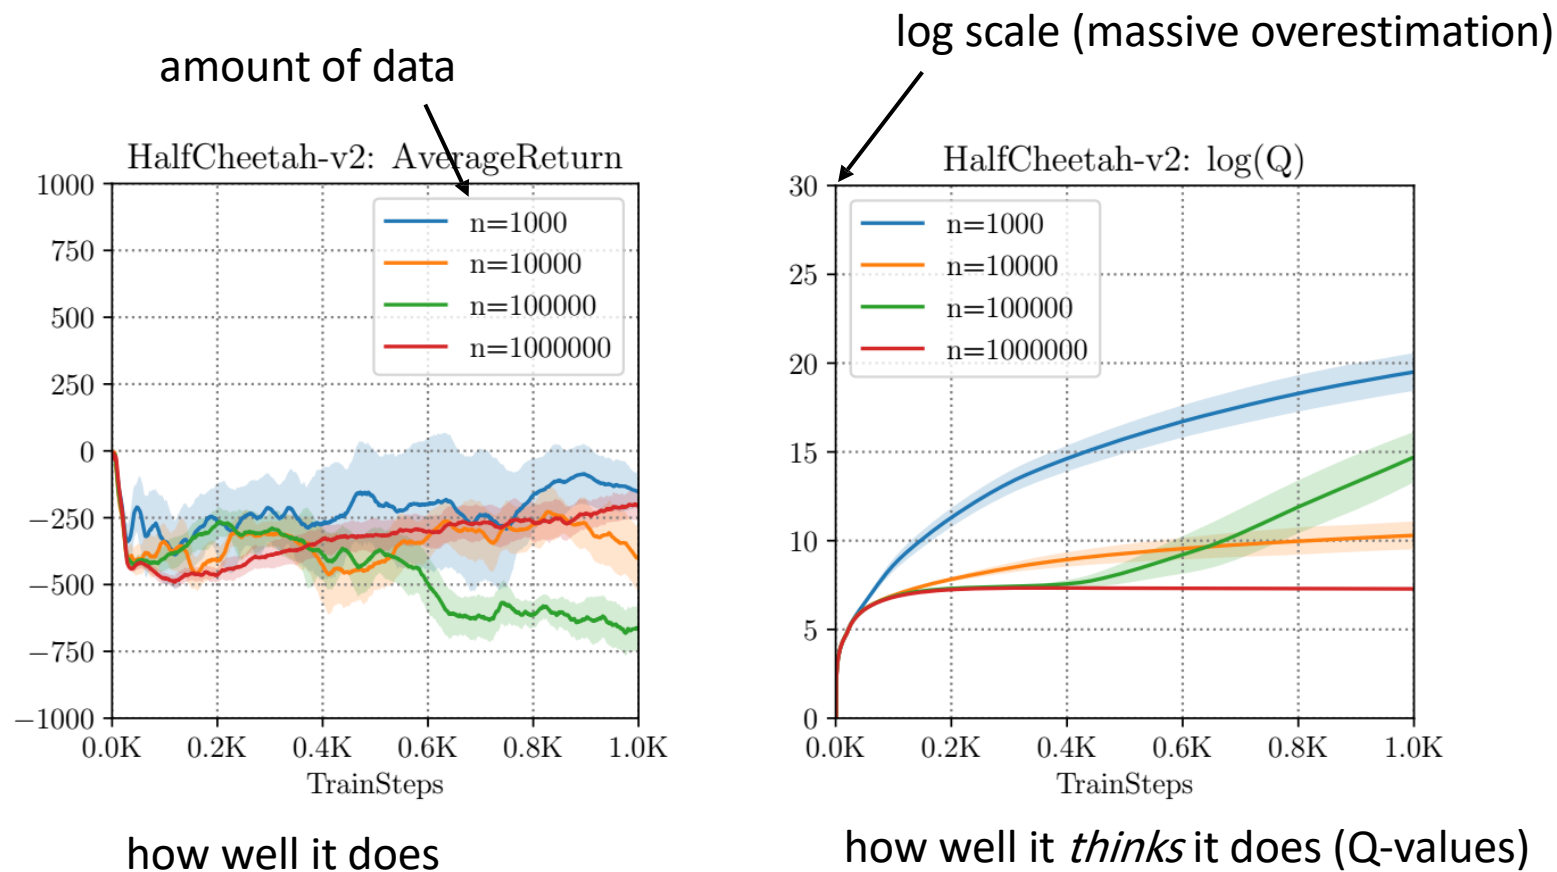 log scale (massive overestimation)
amount of data
HalfCheetah-v2: AverageReturn
1000
750
500
250
0
−250
−500
−750
−1000
n=1000
n=10000
n=100000
n=1000000
0.0K 0.2K 0.4K 0.6K 0.8K 1.0K
TrainSteps
how well it does
HalfCheetah-v2: log(Q)
30
25
20
15
10
5
0
n=1000
n=10000
n=100000
n=1000000
0.0K 0.2K 0.4K 0.6K 0.8K 1.0K
TrainSteps
how well it thinks it does (Q-values)